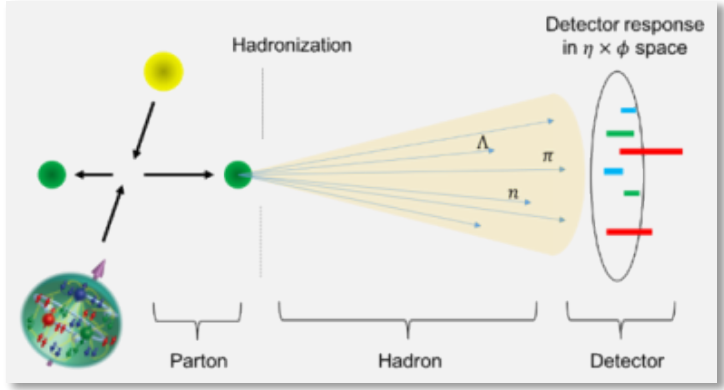 Detector response
in η × ϕ space
Hadronization
Λ
π
n
Parton
Hadron
Detector